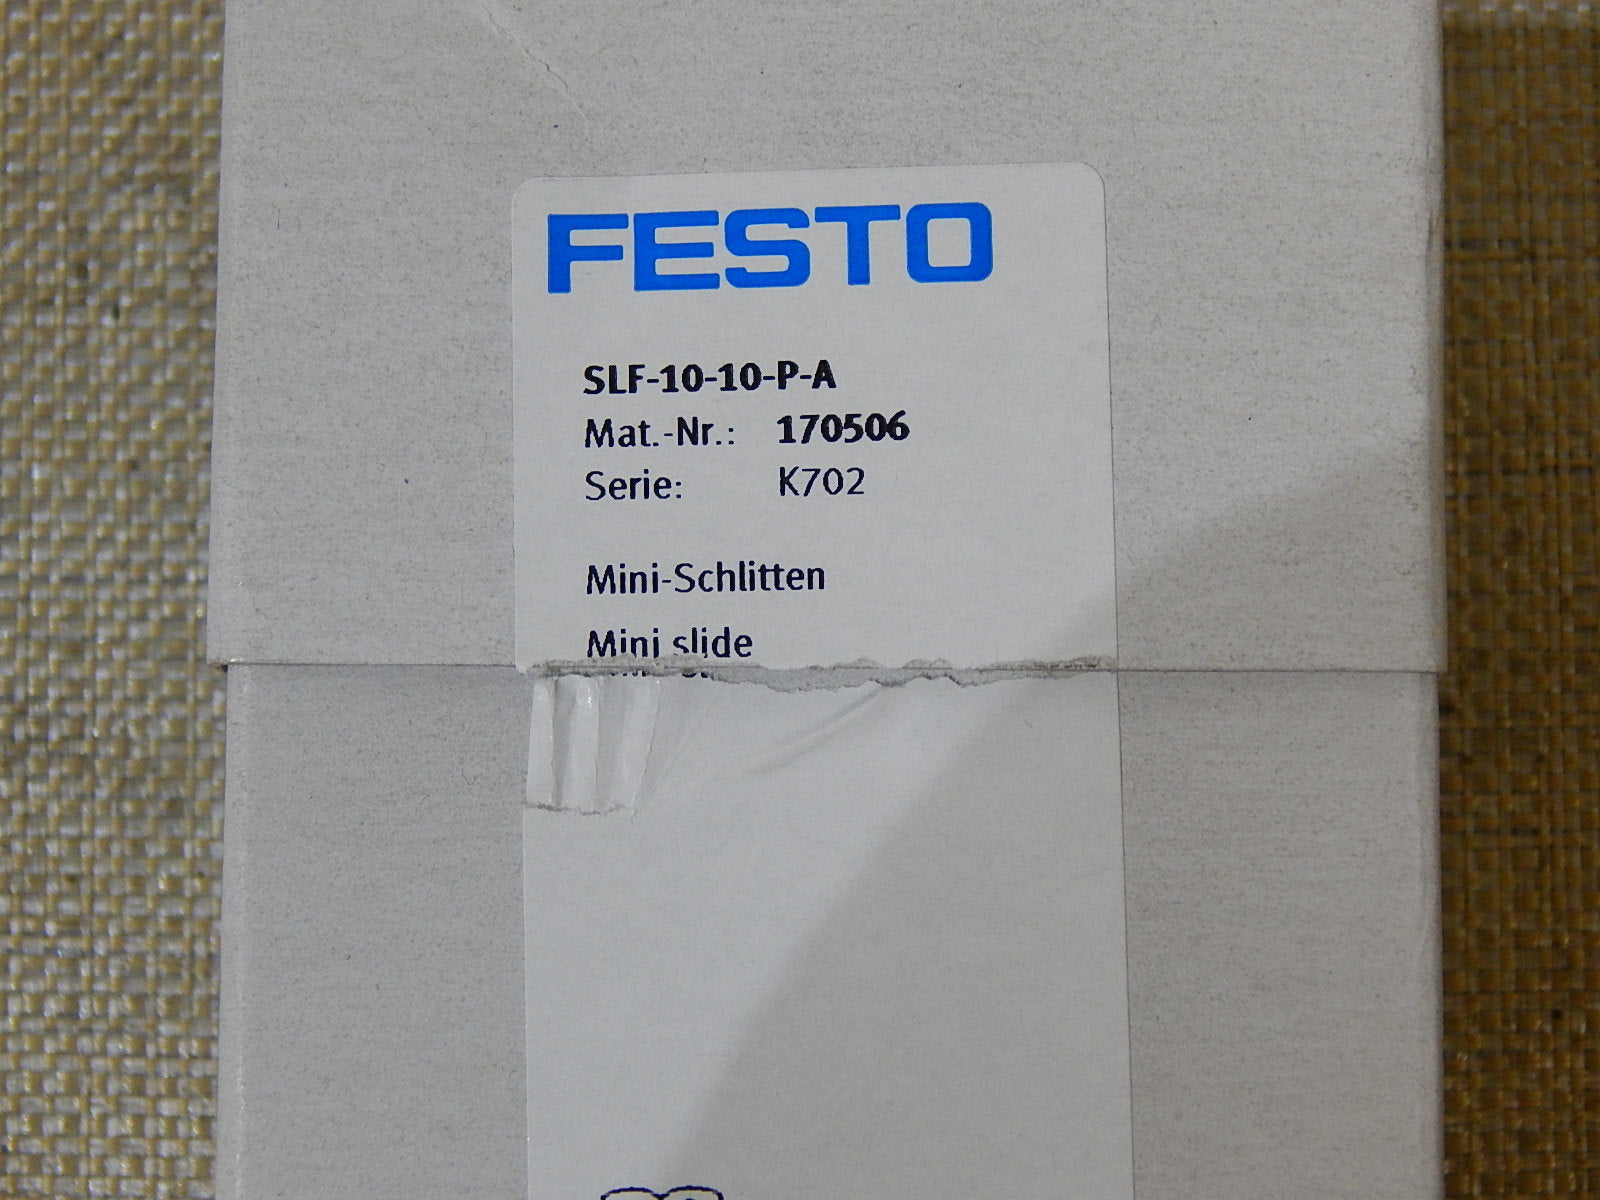 FESTO
SLF-10-10-P-A
Mat.-Nr.: 170506
Serie: K702
Mini-Schlitten
Mini slide